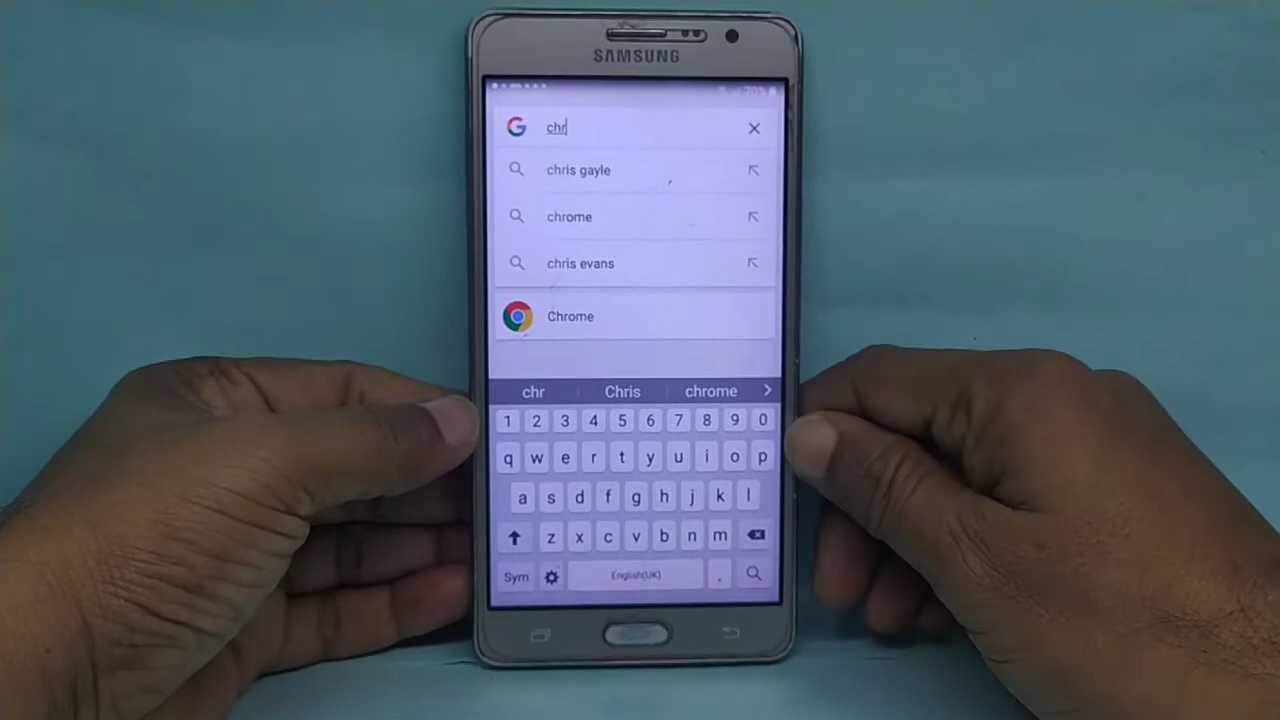 SAMSUNG
70%
chr
chris gayle
chrome
chris evans
Chrome
chr Chris chrome
1 2 3 4 5 6 7 8 9 0
q w e r t y u i o p
a s d f g h j k l
z x c v b n m
Sym English(UK) .